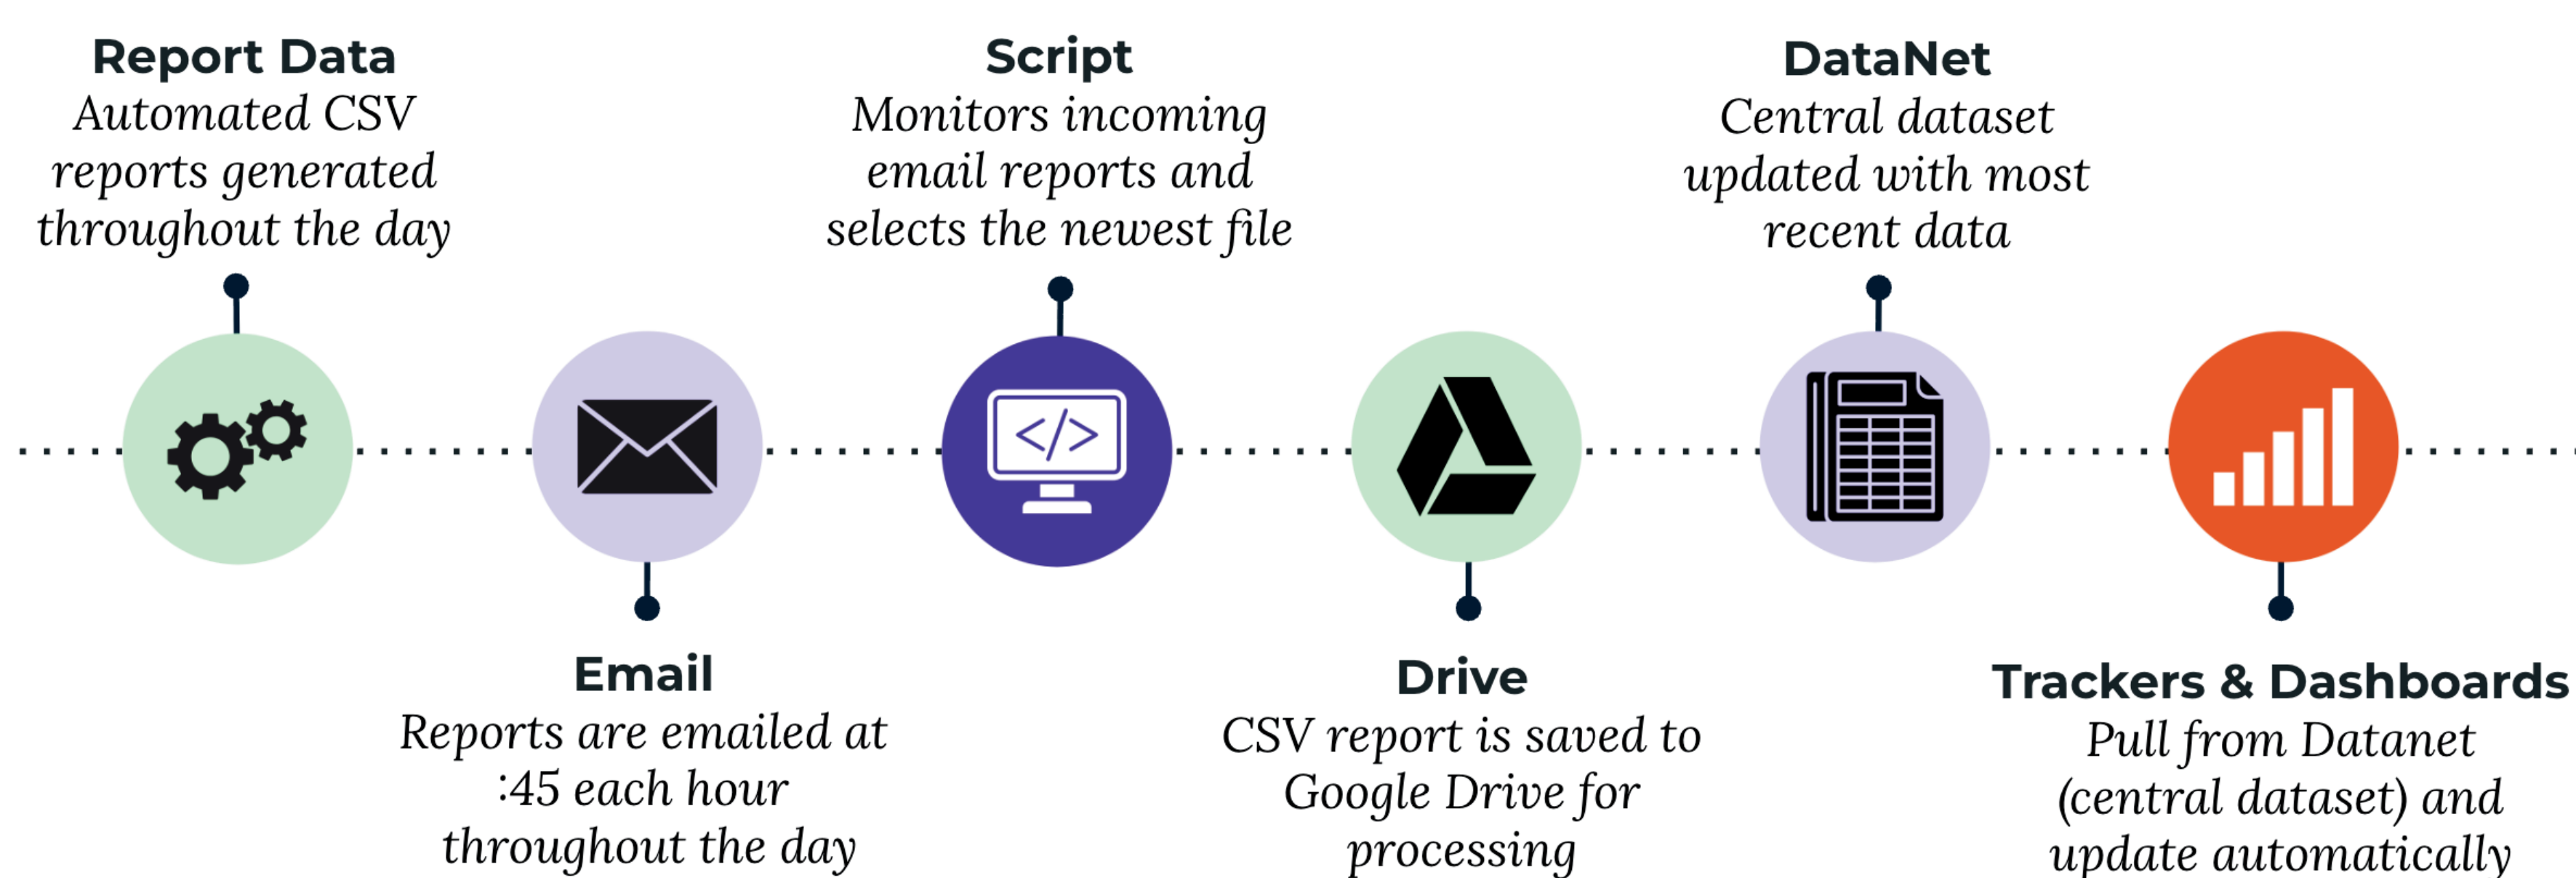 Report Data
Automated CSV
reports generated
throughout the day
Email
Reports are emailed at
:45 each hour
throughout the day
Script
Monitors incoming
email reports and
selects the newest file
</>
Drive
CSV report is saved to
Google Drive for
processing
DataNet
Central dataset
updated with most
recent data
Trackers & Dashboards
Pull from Datanet
(central dataset) and
update automatically